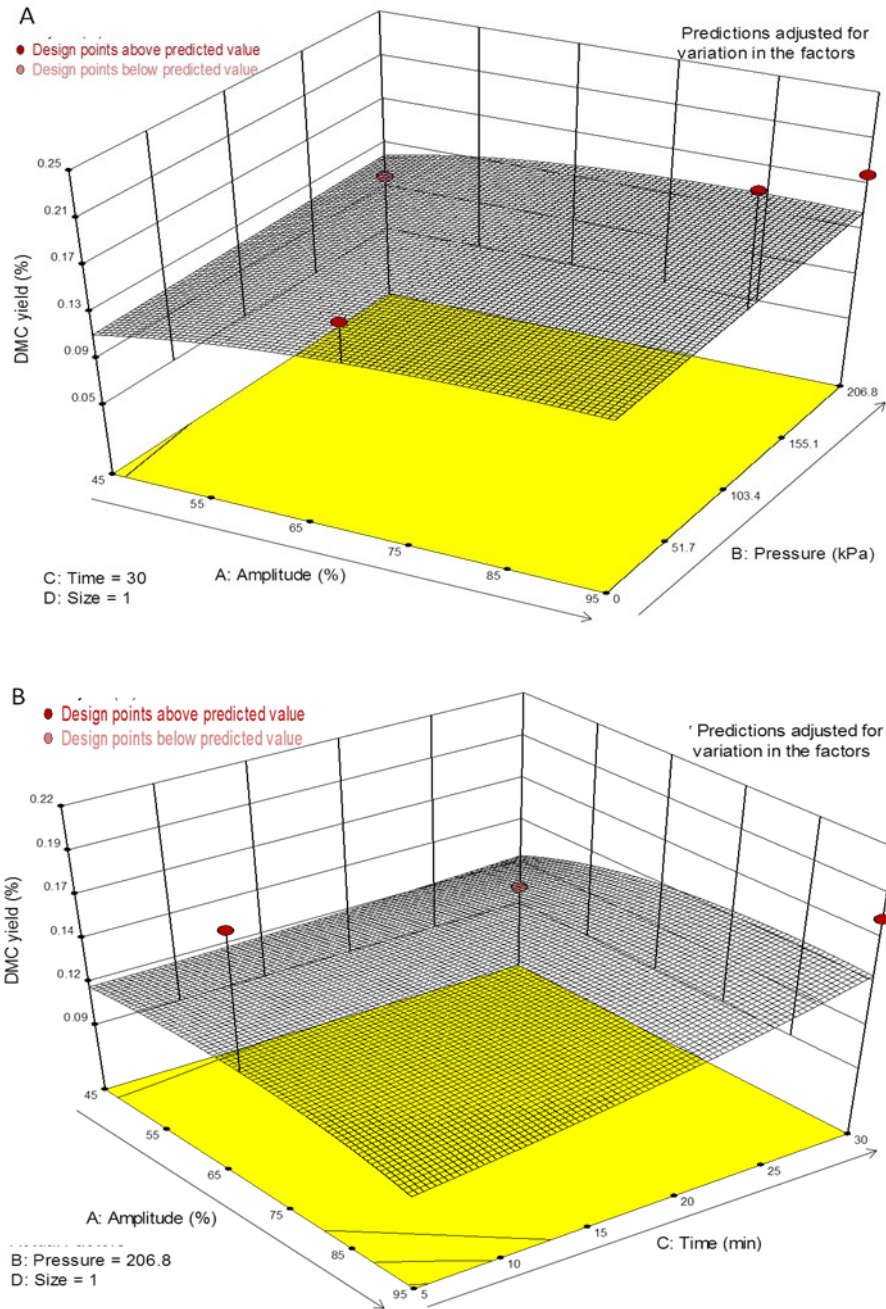 A
Design points above predicted value
Design points below predicted value
Predictions adjusted for
variation in the factors
0.25
0.21
0.17
0.13
0.09
0.05
DMC yield (%)
45
55
65
75
85
95
0
51.7
103.4
155.1
206.8
A: Amplitude (%)
B: Pressure (kPa)
C: Time = 30
D: Size = 1
B
Design points above predicted value
Design points below predicted value
Predictions adjusted for
variation in the factors
0.22
0.19
0.17
0.14
0.12
0.09
DMC yield (%)
45
55
65
75
85
95
5
10
15
20
25
30
A: Amplitude (%)
C: Time (min)
B: Pressure = 206.8
D: Size = 1